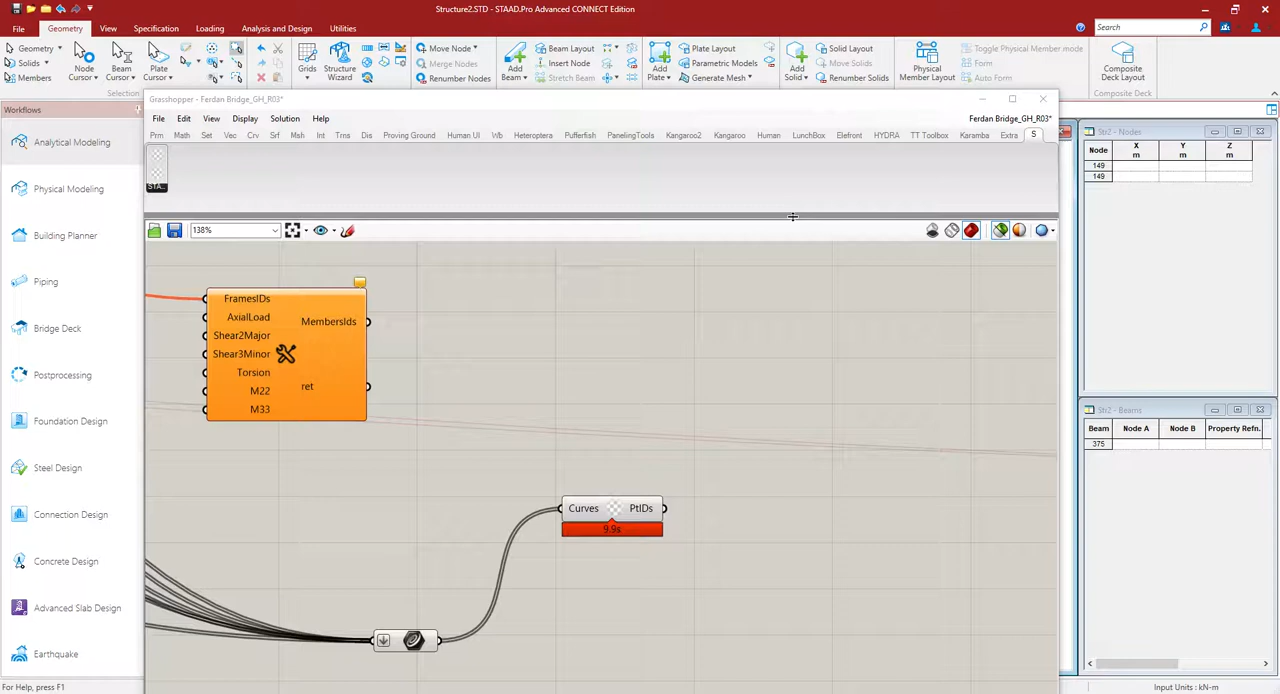 Structure2.STD - STAAD.Pro Advanced CONNECT Edition
File Geometry View Specification Loading Analysis and Design Utilities Search
Geometry Solids Members
Node Cursor Beam Cursor Plate Cursor
Selection
Grids Structure Wizard
Move Node Merge Nodes Renumber Nodes
Add Beam Beam Layout Insert Node Stretch Beam
Add Plate Plate Layout Parametric Models Generate Mesh
Add Solid Solid Layout Move Solids Renumber Solids
Physical Member Layout Toggle Physical Member mode Form Auto Form
Composite Deck Layout
Composite Deck
Workflows
Analytical Modeling
Physical Modeling
Building Planner
Piping
Bridge Deck
Postprocessing
Foundation Design
Steel Design
Connection Design
Concrete Design
Advanced Slab Design
Earthquake
Grasshopper - Ferdan Bridge_GH_R03*
File Edit View Display Solution Help Ferdan Bridge_GH_R03*
Prm Math Set Vec Crv Srf Msh Int Trns Dis Proving Ground Human UI Wb Heteroptera Pufferfish PanelingTools Kangaroo2 Kangaroo Human LunchBox Elefront HYDRA TT Toolbox Karamba Extra S
STA...
138%
FramesIDs
AxialLoad
Shear2Major
Shear3Minor
Torsion
M22
M33
MembersIds
ret
Curves PtIDs
9.9s
Str2 - Nodes
Node X m Y m Z m
149
149
Str2 - Beams
Beam Node A Node B Property Refn.
375
For Help, press F1
Input Units : kN-m